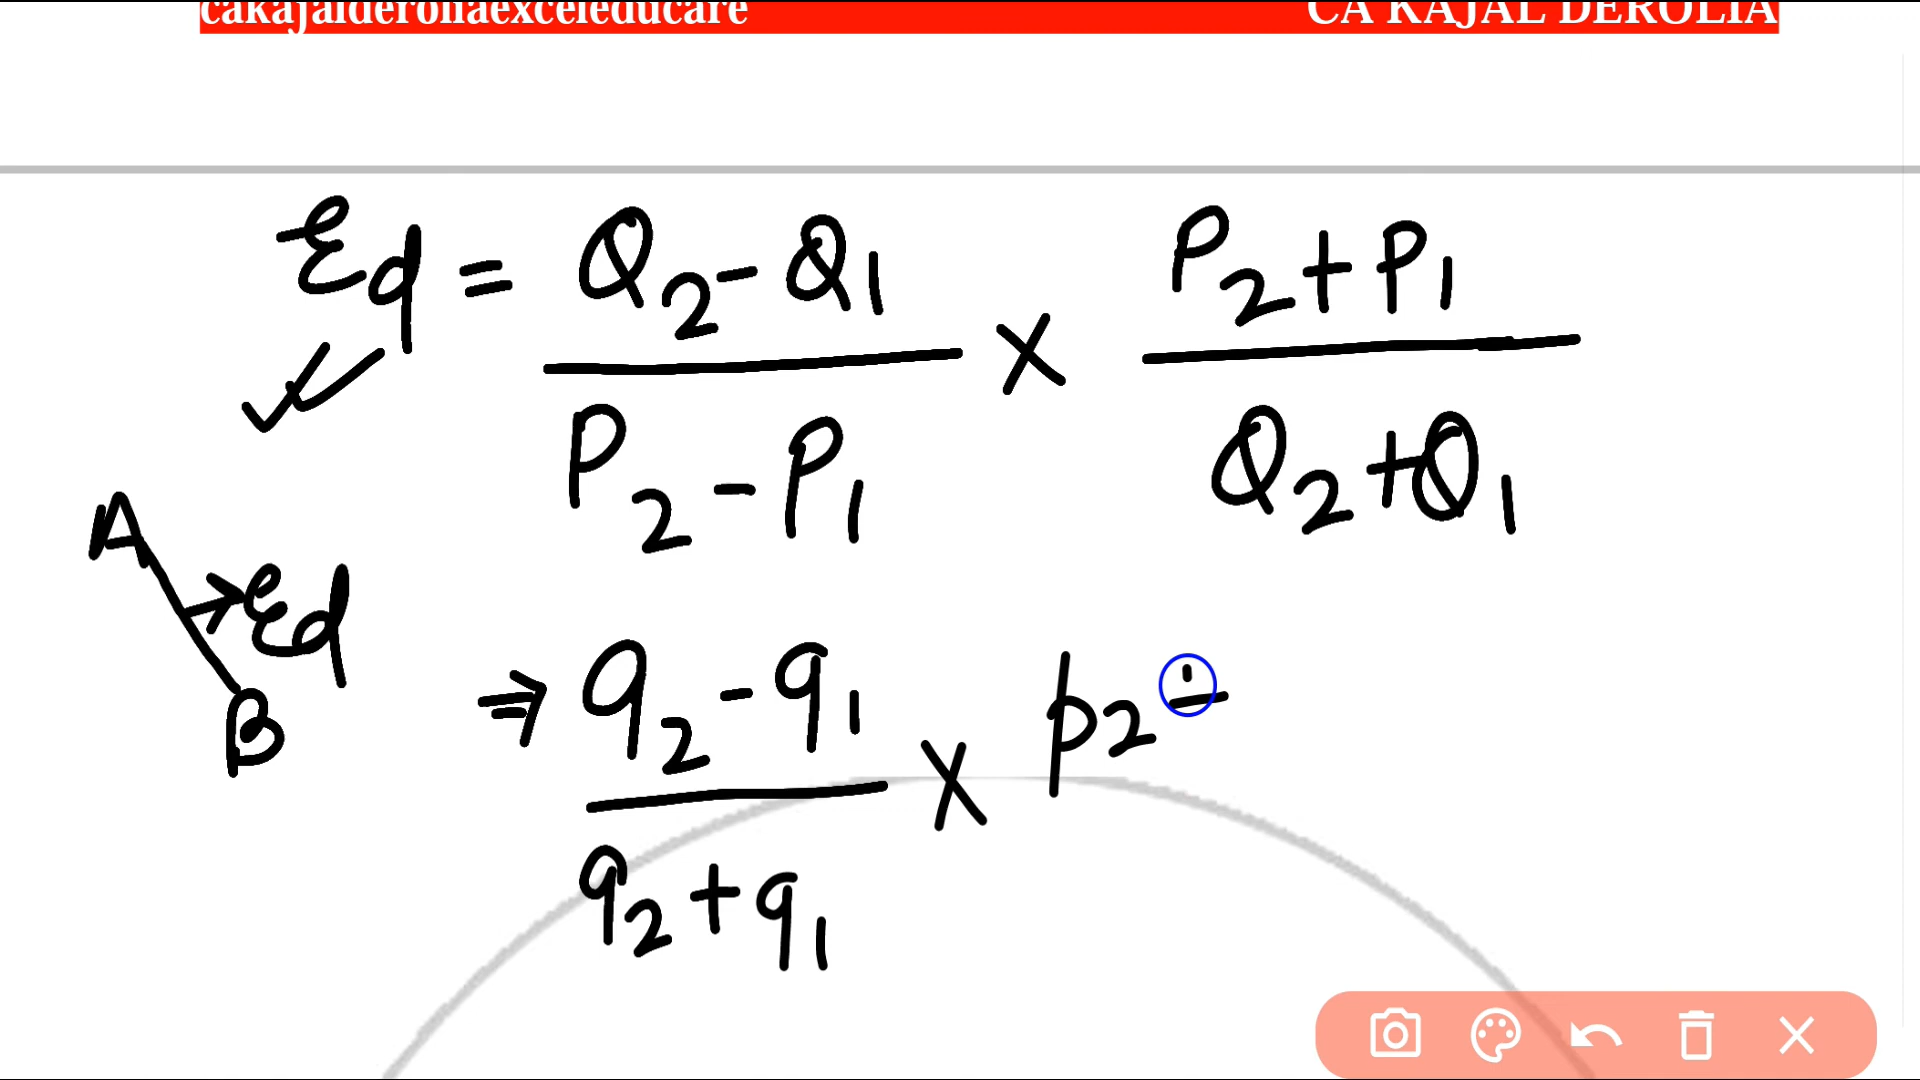 cakajalderoliaexceleducare CA KAJAL DEROLIA
Ed = Q2 - Q1 / P2 - P1 × P2 + P1 / Q2 + Q1
A
→ Ed
B
⇒ q2 - q1 / q2 + q1 × p2